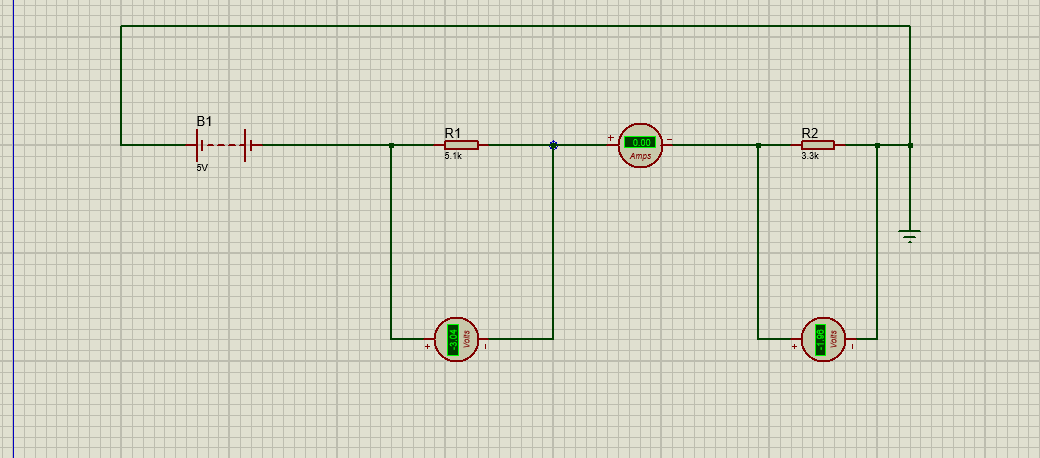 B1
5V
R1
5.1k
+ 0.00 -
Amps
R2
3.3k
-3.04
Volts
+ -
-1.96
Volts
+ -